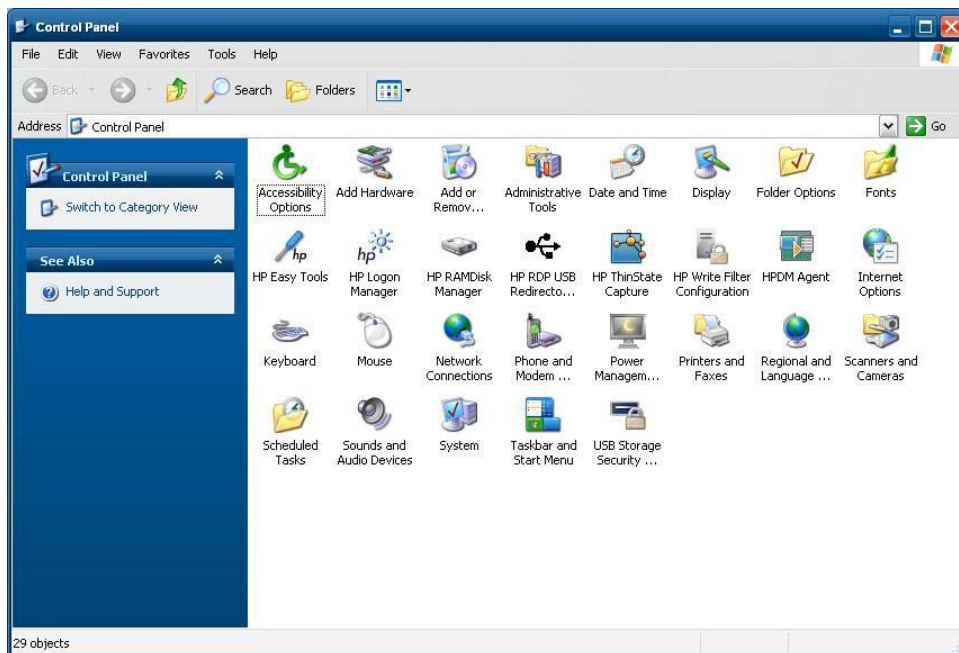 Control Panel
File Edit View Favorites Tools Help
Back Search Folders
Address Control Panel Go
Control Panel
Switch to Category View
See Also
Help and Support
Accessibility Options
Add Hardware
Add or Remov...
Administrative Tools
Date and Time
Display
Folder Options
Fonts
hp
HP Easy Tools
hp
HP Logon Manager
HP RAMDisk Manager
HP RDP USB Redirecto...
HP ThinState Capture
HP Write Filter Configuration
HPDM Agent
Internet Options
Keyboard
Mouse
Network Connections
Phone and Modem ...
Power Managem...
Printers and Faxes
Regional and Language ...
Scanners and Cameras
Scheduled Tasks
Sounds and Audio Devices
System
Taskbar and Start Menu
USB Storage Security ...
29 objects